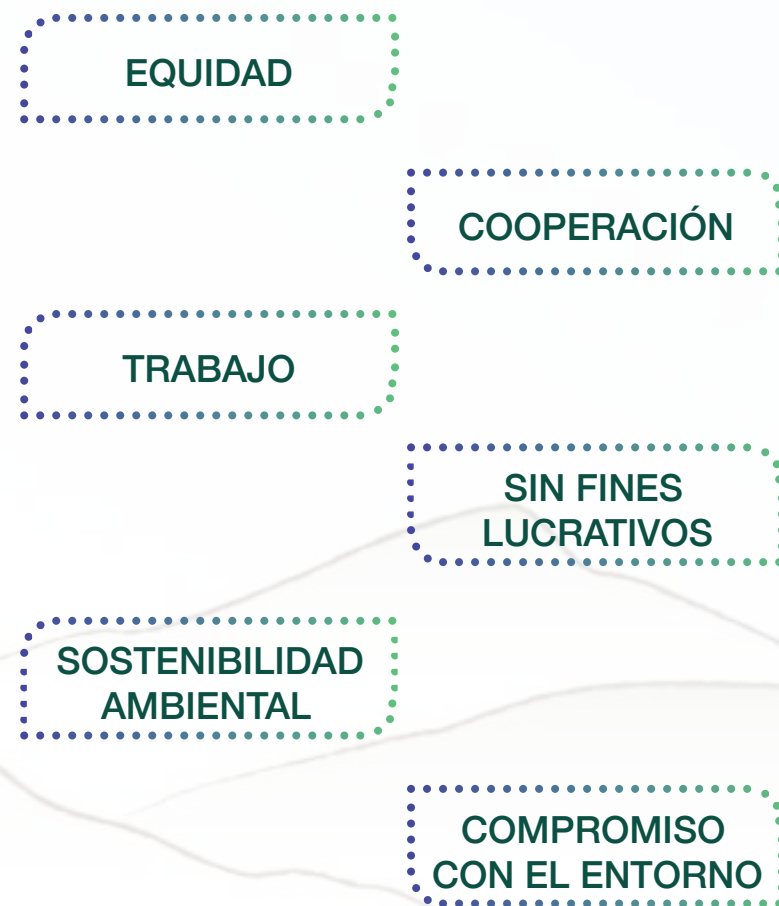 EQUIDAD
COOPERACIÓN
TRABAJO
SIN FINES
LUCRATIVOS
SOSTENIBILIDAD
AMBIENTAL
COMPROMISO
CON EL ENTORNO